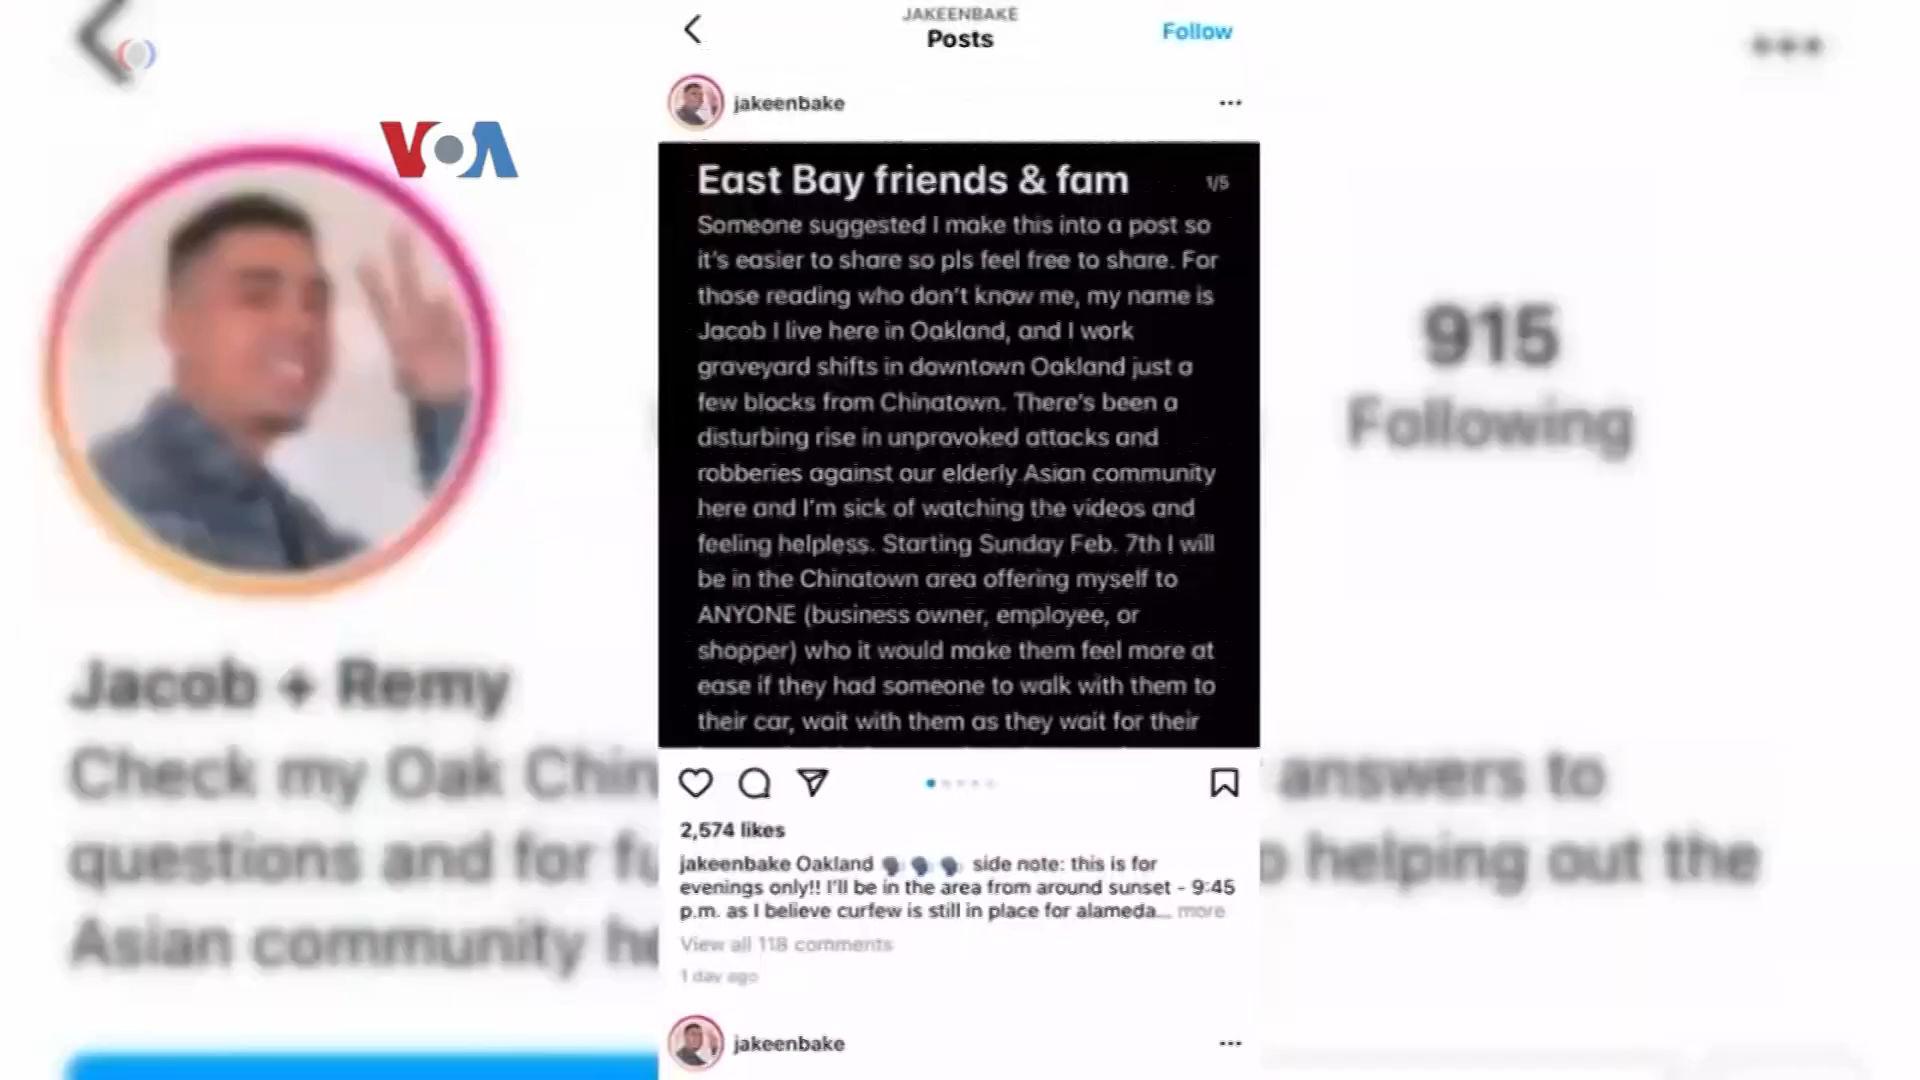 JAKEENBAKE
Posts
Follow
jakeenbake
VOA
East Bay friends & fam
1/5
Someone suggested I make this into a post so
it's easier to share so pls feel free to share. For
those reading who don't know me, my name is
Jacob I live here in Oakland, and I work
graveyard shifts in downtown Oakland just a
few blocks from Chinatown. There's been a
disturbing rise in unprovoked attacks and
robberies against our elderly Asian community
here and I'm sick of watching the videos and
feeling helpless. Starting Sunday Feb. 7th I will
be in the Chinatown area offering myself to
ANYONE (business owner, employee, or
shopper) who it would make them feel more at
ease if they had someone to walk with them to
their car, wait with them as they wait for their
2,574 likes
jakeenbake Oakland 🗣🗣🗣 side note: this is for
evenings only!! I'll be in the area from around sunset - 9:45
p.m. as I believe curfew is still in place for alameda... more
View all 118 comments
1 day ago
jakeenbake
915
Following
Jacob + Remy
Check my Oak Chin
answers to
questions and for fu
helping out the
Asian community he